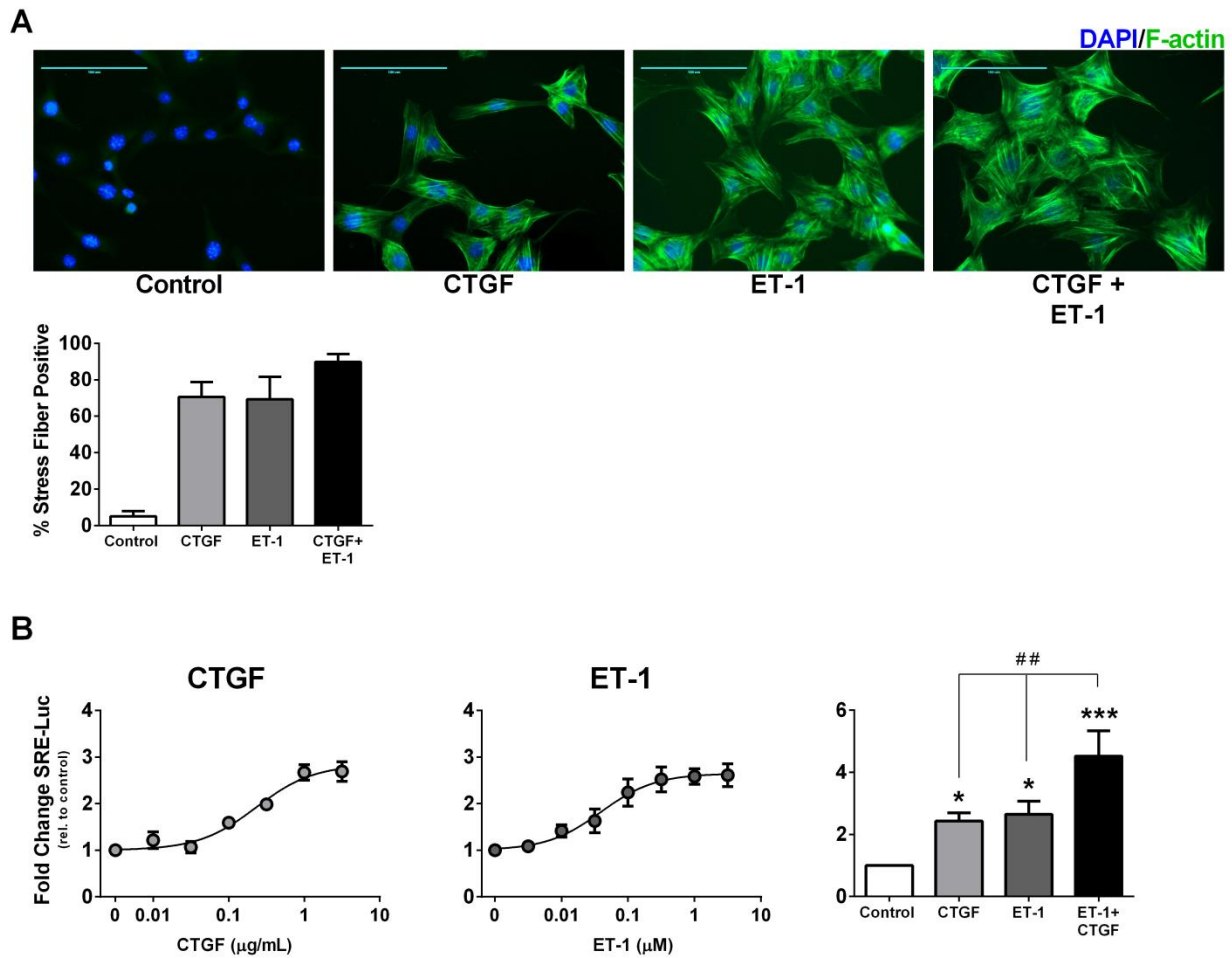 A
DAPI/F-actin
Control
CTGF
ET-1
CTGF +
ET-1
% Stress Fiber Positive
100
80
60
40
20
0
Control
CTGF
ET-1
CTGF+
ET-1
B
CTGF
Fold Change SRE-Luc
(rel. to control)
4
3
2
1
0
0 0.01 0.1 1 10
CTGF (μg/mL)
ET-1
4
3
2
1
0
0 0.01 0.1 1 10
ET-1 (μM)
##
6
4
2
0
*
*
***
Control
CTGF
ET-1
ET-1+
CTGF